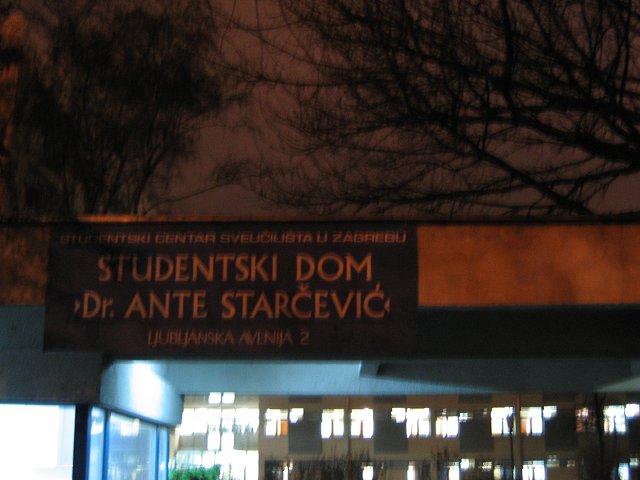 STUDENTSKI CENTAR SVEUČILIŠTA U ZAGREBU
STUDENTSKI DOM
›Dr. ANTE STARČEVIĆ‹
LJUBLJANSKA AVENIJA 2